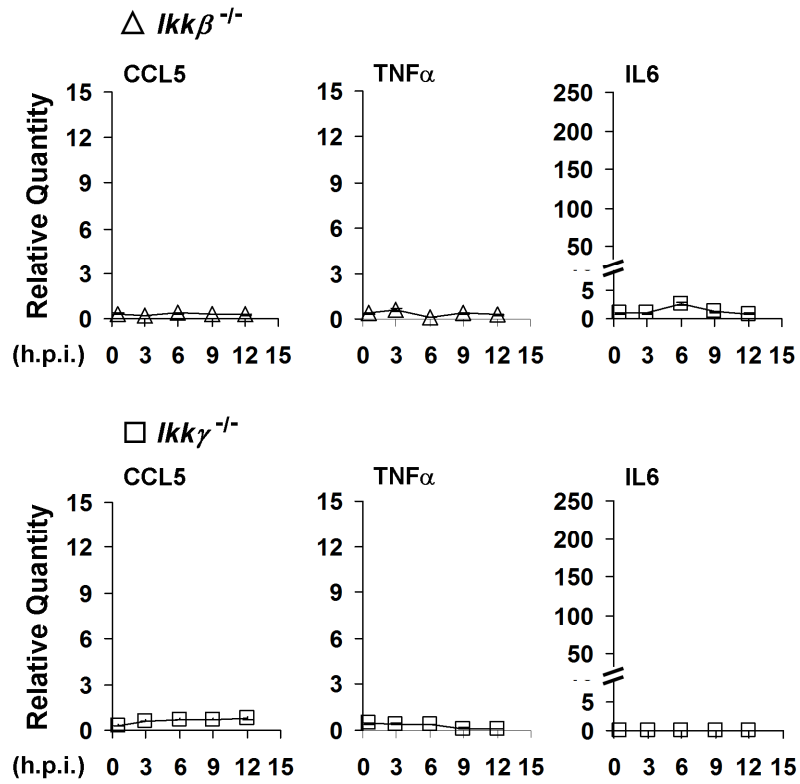 Ikkβ -/-
CCL5 TNFα IL6
Relative Quantity
15 15 250
12 12 200
9 9 150
6 6 100
3 3 50
5
0 0 0
(h.p.i.) 0 3 6 9 12 15 0 3 6 9 12 15 0 3 6 9 12 15
Ikkγ -/-
CCL5 TNFα IL6
Relative Quantity
15 15 250
12 12 200
9 9 150
6 6 100
3 3 50
5
0 0 0
(h.p.i.) 0 3 6 9 12 15 0 3 6 9 12 15 0 3 6 9 12 15